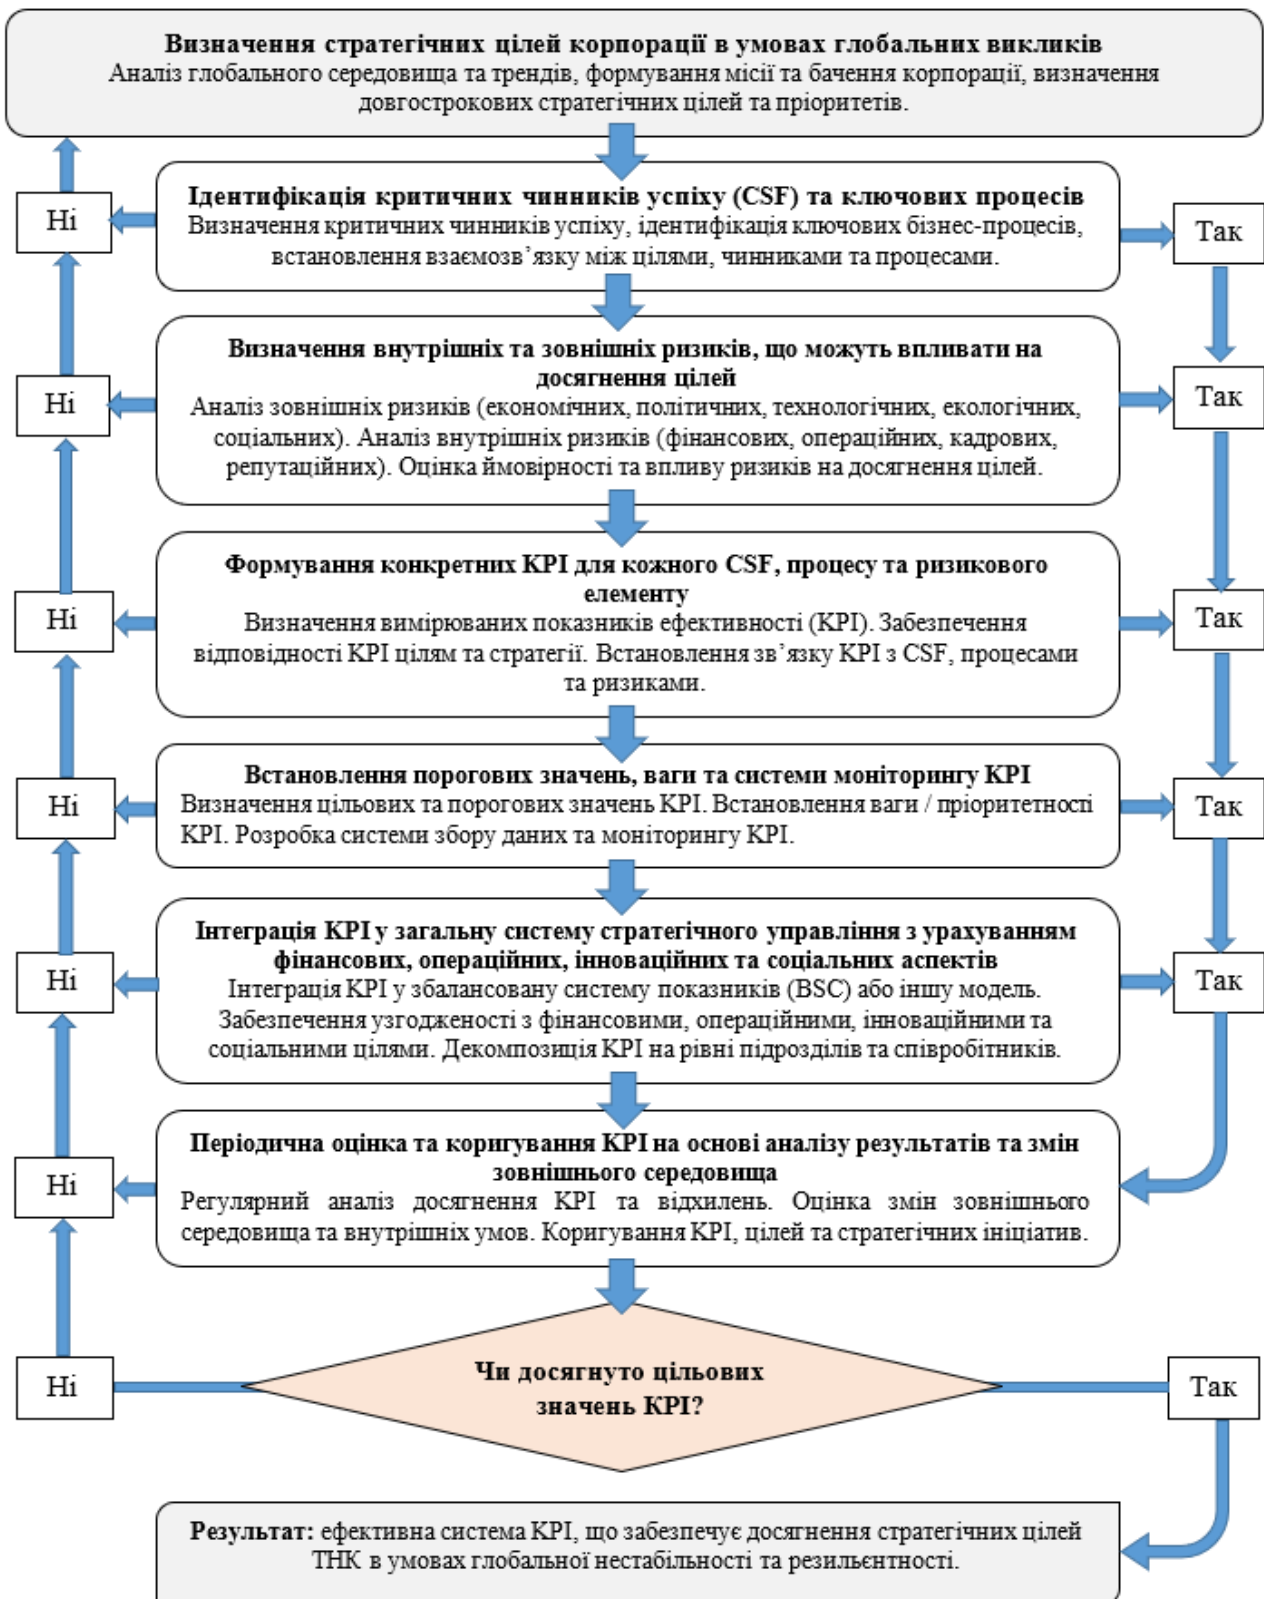 Визначення стратегічних цілей корпорації в умовах глобальних викликів
Аналіз глобального середовища та трендів, формування місії та бачення корпорації, визначення
довгострокових стратегічних цілей та пріоритетів.
Ідентифікація критичних чинників успіху (CSF) та ключових процесів
Визначення критичних чинників успіху, ідентифікація ключових бізнес-процесів,
встановлення взаємозв’язку між цілями, чинниками та процесами.
Ні
Так
Визначення внутрішніх та зовнішніх ризиків, що можуть впливати на
досягнення цілей
Аналіз зовнішніх ризиків (економічних, політичних, технологічних, екологічних,
соціальних). Аналіз внутрішніх ризиків (фінансових, операційних, кадрових,
репутаційних). Оцінка ймовірності та впливу ризиків на досягнення цілей.
Ні
Так
Формування конкретних KPI для кожного CSF, процесу та ризикового
елементу
Визначення вимірюваних показників ефективності (KPI). Забезпечення
відповідності KPI цілям та стратегії. Встановлення зв’язку KPI з CSF, процесами
та ризиками.
Ні
Так
Встановлення порогових значень, ваги та системи моніторингу KPI
Визначення цільових та порогових значень KPI. Встановлення ваги / пріоритетності
KPI. Розробка системи збору даних та моніторингу KPI.
Ні
Так
Інтеграція KPI у загальну систему стратегічного управління з урахуванням
фінансових, операційних, інноваційних та соціальних аспектів
Інтеграція KPI у збалансовану систему показників (BSC) або іншу модель.
Забезпечення узгодженості з фінансовими, операційними, інноваційними та
соціальними цілями. Декомпозиція KPI на рівні підрозділів та співробітників.
Ні
Так
Періодична оцінка та коригування KPI на основі аналізу результатів та змін
зовнішнього середовища
Регулярний аналіз досягнення KPI та відхилень. Оцінка змін зовнішнього
середовища та внутрішніх умов. Коригування KPI, цілей та стратегічних ініціатив.
Ні
Чи досягнуто цільових
значень KPI?
Ні
Так
Результат: ефективна система KPI, що забезпечує досягнення стратегічних цілей
ТНК в умовах глобальної нестабільності та резильєнтності.